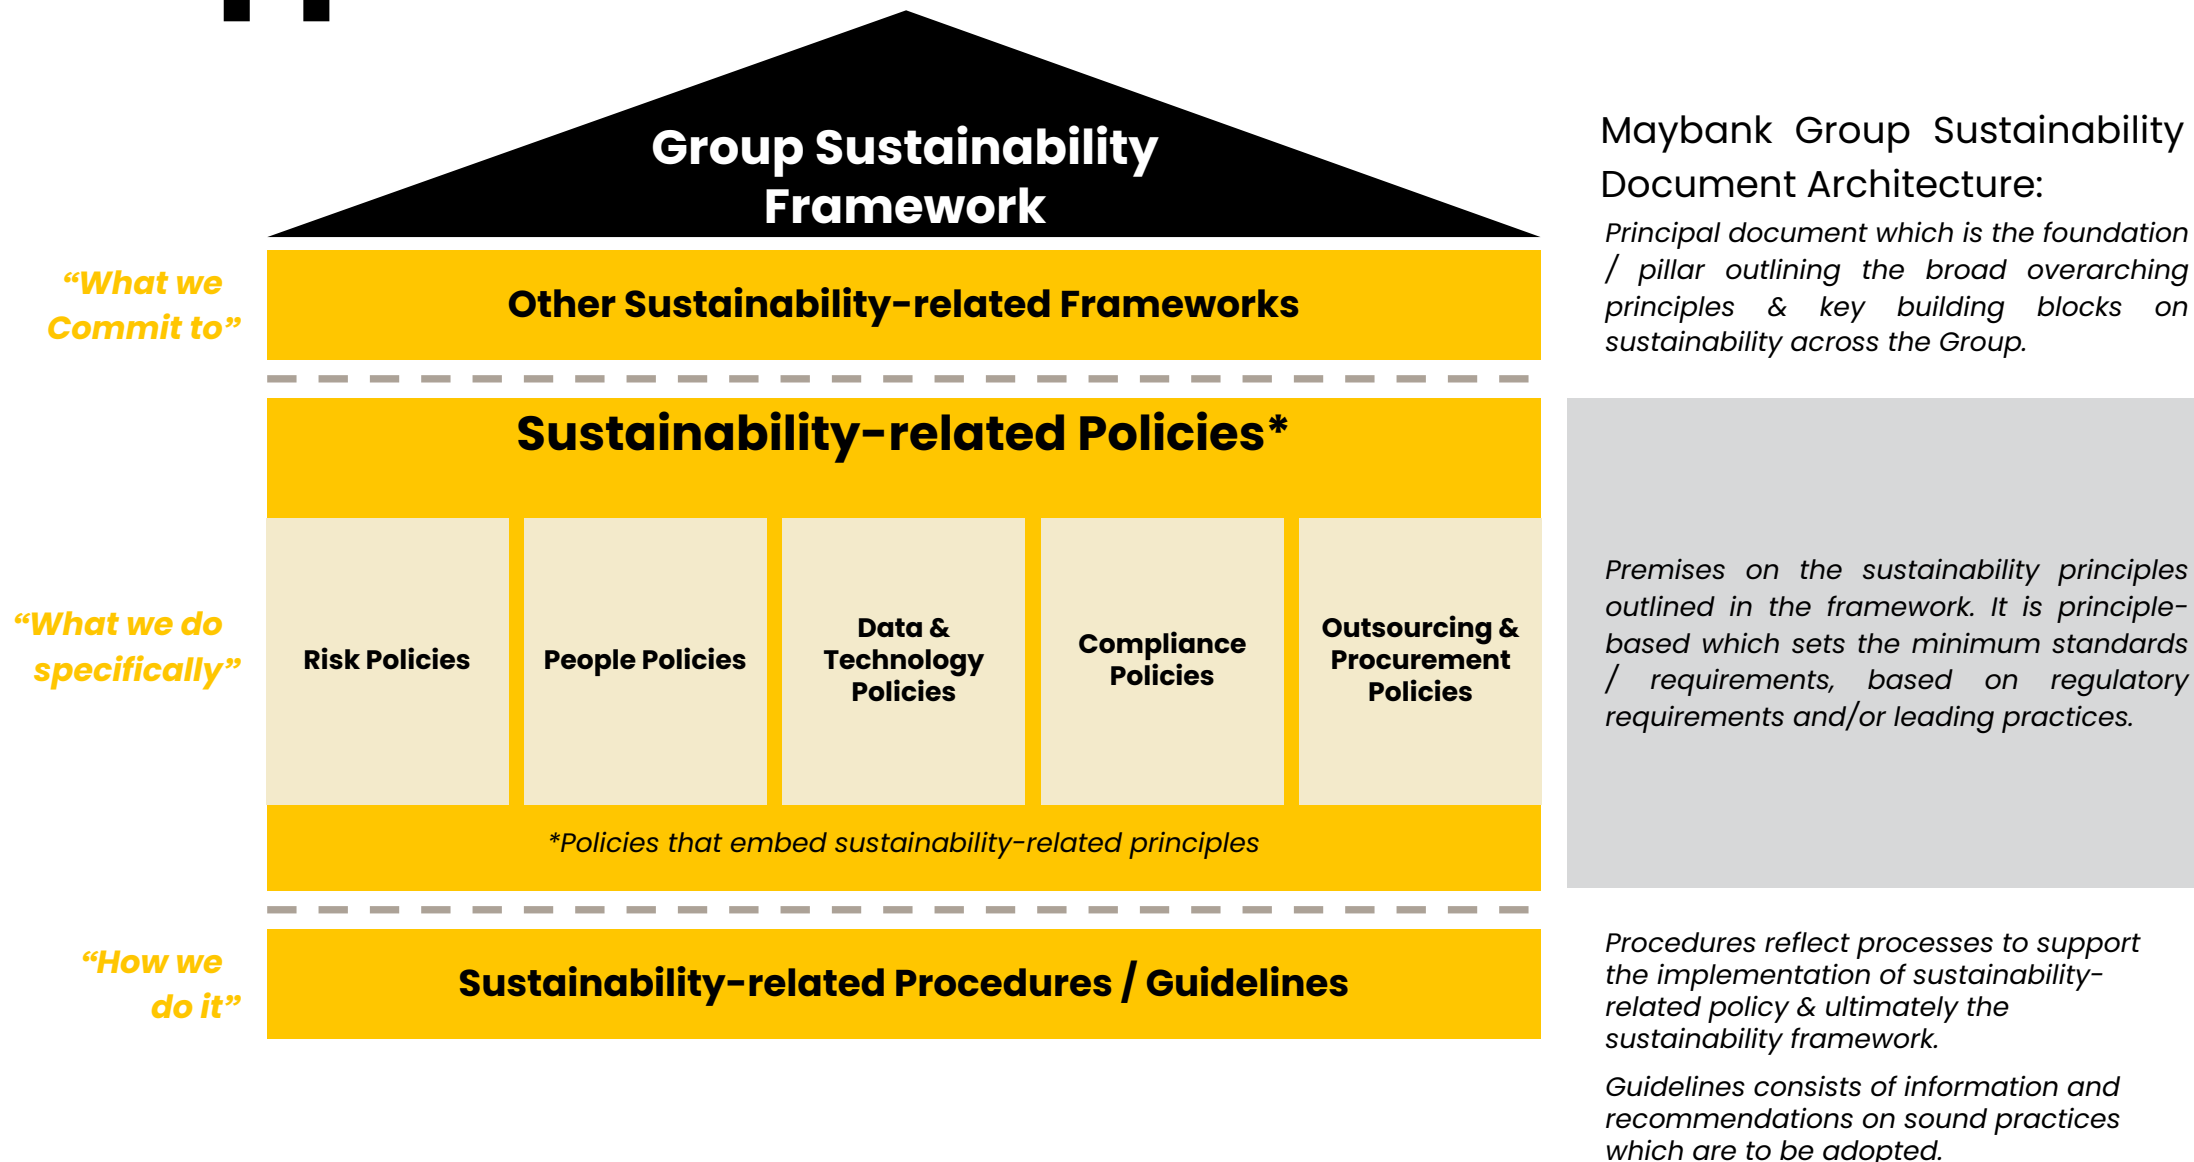 Group Sustainability
Framework
Maybank Group Sustainability
Document Architecture:
Principal document which is the foundation
/ pillar outlining the broad overarching
principles & key building blocks on
sustainability across the Group.
“What we
Commit to”
Other Sustainability-related Frameworks
Sustainability-related Policies*
“What we do
specifically”
Risk Policies
People Policies
Data &
Technology
Policies
Compliance
Policies
Outsourcing &
Procurement
Policies
*Policies that embed sustainability-related principles
Premises on the sustainability principles
outlined in the framework. It is principle-
based which sets the minimum standards
/ requirements, based on regulatory
requirements and/or leading practices.
“How we
do it”
Sustainability-related Procedures / Guidelines
Procedures reflect processes to support
the implementation of sustainability-
related policy & ultimately the
sustainability framework.
Guidelines consists of information and
recommendations on sound practices
which are to be adopted.